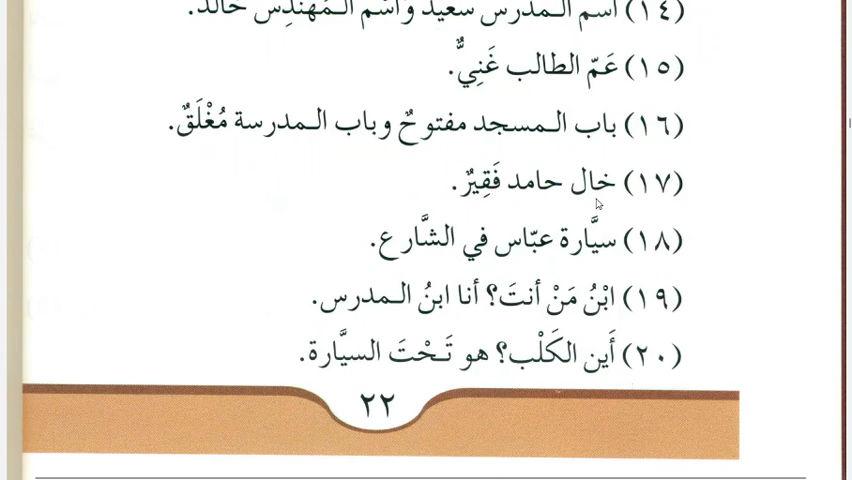 (١٤) اسم المدرس سعيد واسم المُهَنْدِس خالد.
(١٥) عَمّ الطالب غَنِيٌّ.
(١٦) باب المسجد مفتوحٌ وباب المدرسة مُغْلَقٌ.
(١٧) خال حامد فَقِيرٌ.
(١٨) سيَّارة عبّاس في الشَّارع.
(١٩) ابْنُ مَنْ أنتَ؟ أنا ابنُ المدرس.
(٢٠) أَين الكَلْب؟ هو تَحْتَ السيَّارة.
٢٢